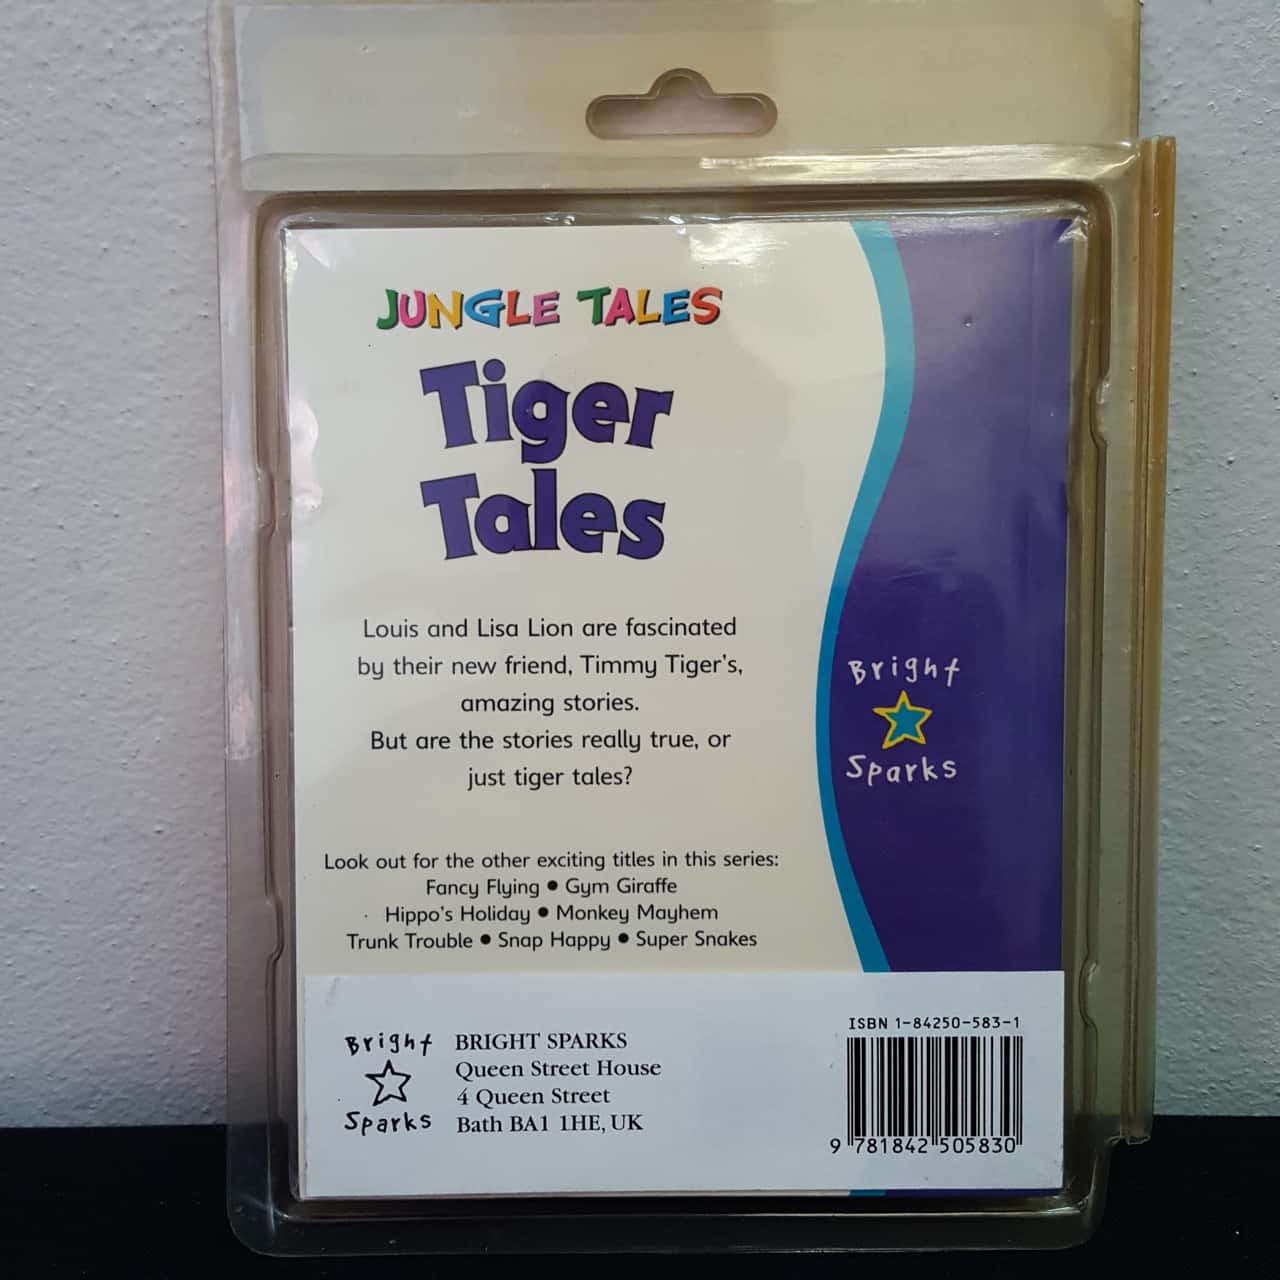 JUNGLE TALES
Tiger
Tales
Louis and Lisa Lion are fascinated
by their new friend, Timmy Tiger's,
amazing stories.
But are the stories really true, or
just tiger tales?
Bright
Sparks
Look out for the other exciting titles in this series:
Fancy Flying • Gym Giraffe
Hippo's Holiday • Monkey Mayhem
Trunk Trouble • Snap Happy • Super Snakes
Bright
Sparks
BRIGHT SPARKS
Queen Street House
4 Queen Street
Bath BA1 1HE, UK
ISBN 1-84250-583-1
9 781842 505830